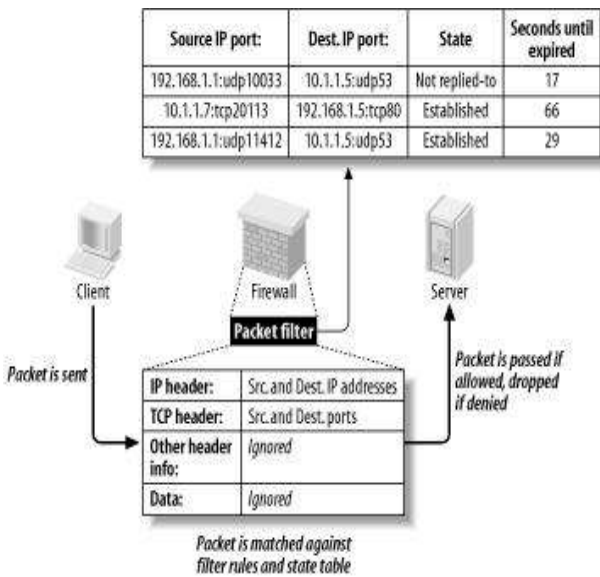 Source IP port: Dest. IP port: State Seconds until expired
192.168.1.1:udp10033 10.1.1.5:udp53 Not replied-to 17
10.1.1.7:tcp20113 192.168.1.5:tcp80 Established 66
192.168.1.1:udp11412 10.1.1.5:udp53 Established 29
Client
Firewall
Server
Packet filter
Packet is sent
Packet is passed if
allowed, dropped
if denied
IP header: Src. and Dest. IP addresses
TCP header: Src. and Dest. ports
Other header info: Ignored
Data: Ignored
Packet is matched against
filter rules and state table